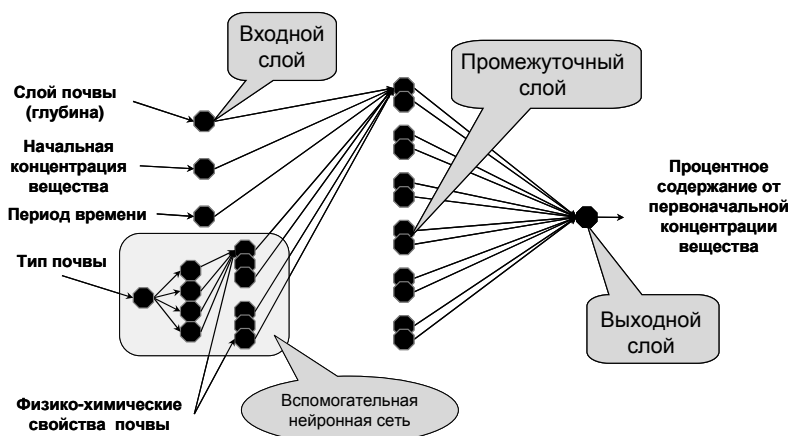 Входной
слой
Промежуточный
слой
Слой почвы
(глубина)
Начальная
концентрация
вещества
Период времени
Тип почвы
Физико-химические
свойства почвы
Вспомогательная
нейронная сеть
Процентное
содержание от
первоначальной
концентрации
вещества
Выходной
слой